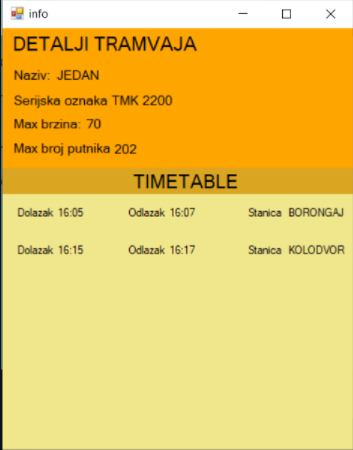 info
DETALJI TRAMVAJA
Naziv: JEDAN
Serijska oznaka TMK 2200
Max brzina: 70
Max broj putnika 202
TIMETABLE
Dolazak 16:05 Odlazak 16:07 Stanica BORONGAJ
Dolazak 16:15 Odlazak 16:17 Stanica KOLODVOR